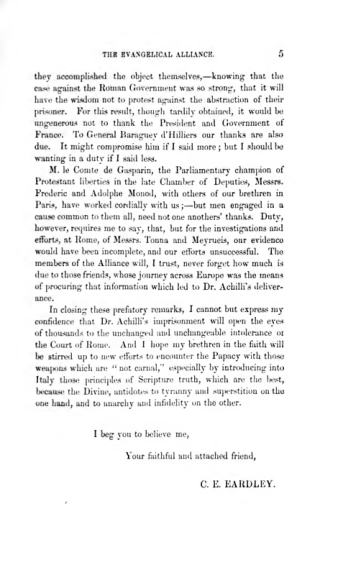 THE EVANGELICAL ALLIANCE. 5
they accomplished the object themselves,—knowing that the
case against the Roman Government was so strong, that it will
have the wisdom not to protest against the abstraction of their
prisoner. For this result, though tardily obtained, it would be
ungenerous not to thank the President and Government of
France. To General Baraguey d'Hilliers our thanks are also
due. It might compromise him if I said more; but I should be
wanting in a duty if I said less.
M. le Comte de Gasparin, the Parliamentary champion of
Protestant liberties in the late Chamber of Deputies, Messrs.
Frederic and Adolphe Monod, with others of our brethren in
Paris, have worked cordially with us;—but men engaged in a
cause common to them all, need not one anothers' thanks. Duty,
however, requires me to say, that, but for the investigations and
efforts, at Rome, of Messrs. Tonna and Meyrueis, our evidence
would have been incomplete, and our efforts unsuccessful. The
members of the Alliance will, I trust, never forget how much is
due to those friends, whose journey across Europe was the means
of procuring that information which led to Dr. Achilli's deliver-
ance.
In closing these prefatory remarks, I cannot but express my
confidence that Dr. Achilli's imprisonment will open the eyes
of thousands to the unchanged and unchangeable intolerance of
the Court of Rome. And I hope my brethren in the faith will
be stirred up to new efforts to encounter the Papacy with those
weapons which are "not carnal," especially by introducing into
Italy those principles of Scripture truth, which are the best,
because the Divine, antidotes to tyranny and superstition on the
one hand, and to anarchy and infidelity on the other.
I beg you to believe me,
Your faithful and attached friend,
C. E. EARDLEY.